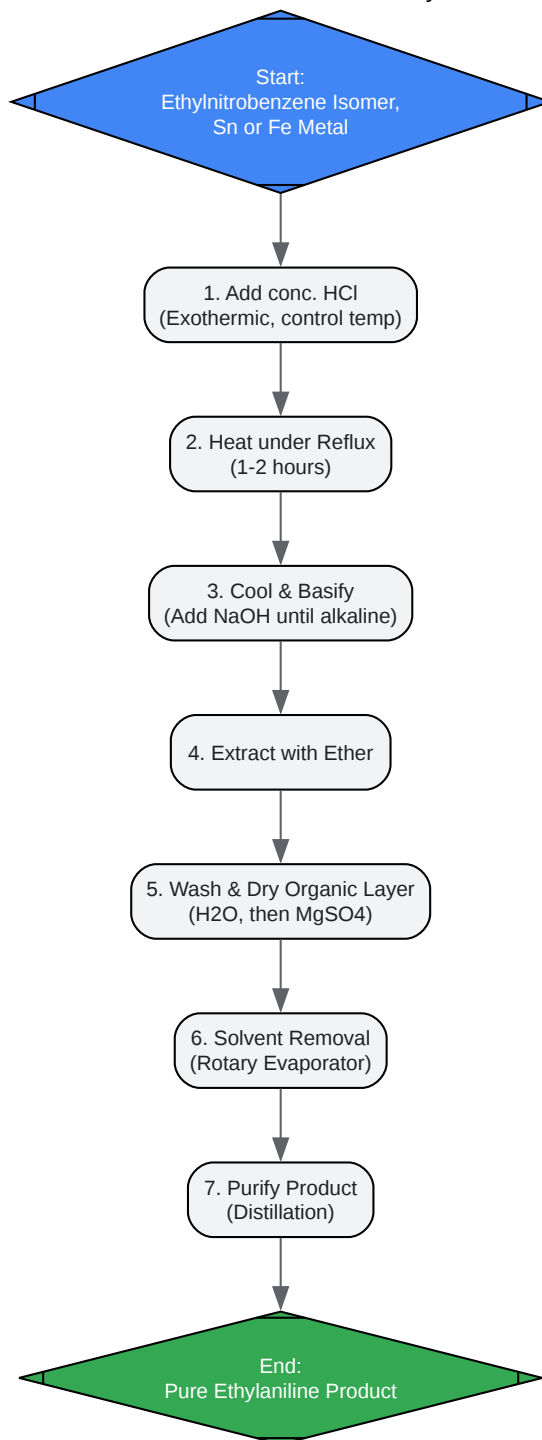 Start:
Ethylnitrobenzene Isomer,
Sn or Fe Metal
1. Add conc. HCl
(Exothermic, control temp)
2. Heat under Reflux
(1-2 hours)
3. Cool & Basify
(Add NaOH until alkaline)
4. Extract with Ether
5. Wash & Dry Organic Layer
(H2O, then MgSO4)
6. Solvent Removal
(Rotary Evaporator)
7. Purify Product
(Distillation)
End:
Pure Ethylaniline Product